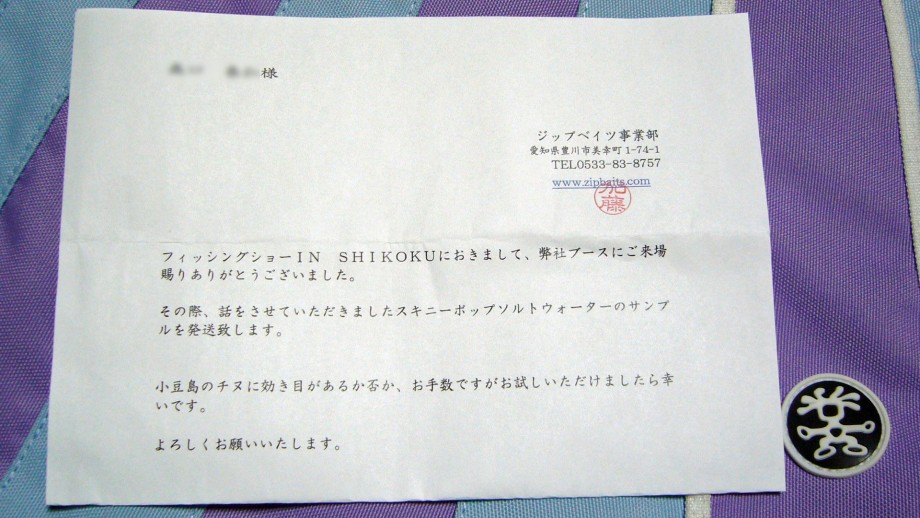 様
ジップベイツ事業部
愛知県豊川市美幸町1-74-1
TEL0533-83-8757
www.zipbaits.com
加藤
フィッシングショーＩＮ　ＳＨＩＫＯＫＵにおきまして、弊社ブースにご来場
賜りありがとうございました。
その際、話をさせていただきましたスキニーポップソルトウォーターのサンプ
ルを発送致します。
小豆島のチヌに効き目があるか否か、お手数ですがお試しいただけましたら幸
いです。
よろしくお願いいたします。